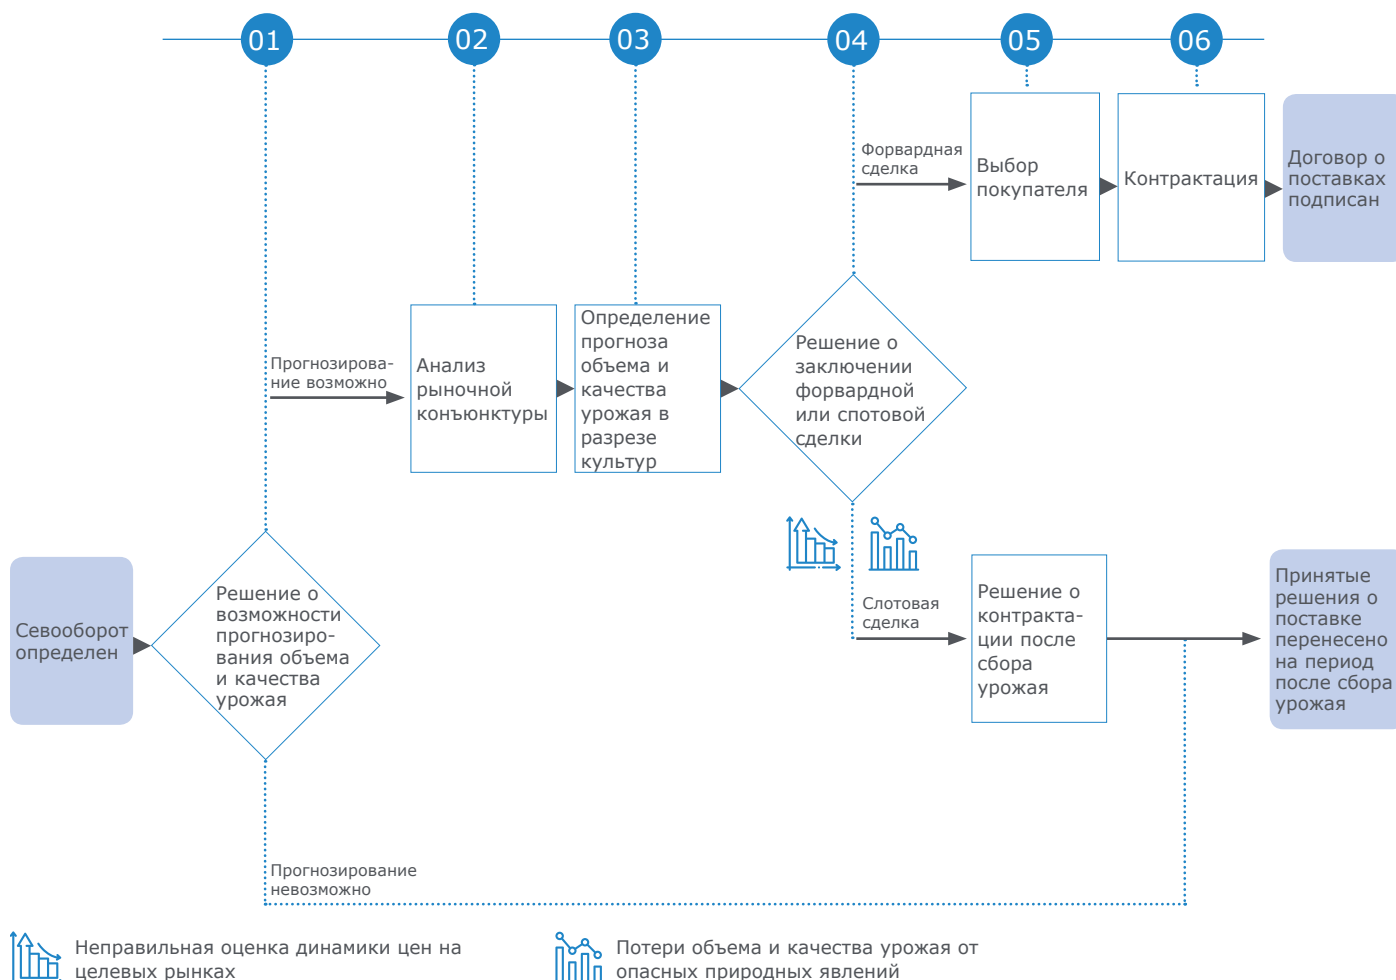 01
02
03
04
05
06
Форвардная
сделка
Выбор
покупателя
Контрактация
Договор о
поставках
подписан
Прогнозирова-
ние возможно
Анализ
рыночной
конъюнктуры
Определение
прогноза
объема и
качества
урожая в
разрезе
культур
Решение о
заключении
форвардной
или спотовой
сделки
Севооборот
определен
Решение о
возможности
прогнозиро-
вания объема
и качества
урожая
Слотовая
сделка
Решение о
контракта-
ции после
сбора
урожая
Принятые
решения о
поставке
перенесено
на период
после сбора
урожая
Прогнозирование
невозможно
Неправильная оценка динамики цен на
целевых рынках
Потери объема и качества урожая от
опасных природных явлений